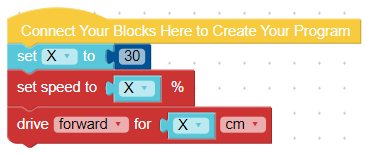 Connect Your Blocks Here to Create Your Program
set X to 30
set speed to X %
drive forward for X cm